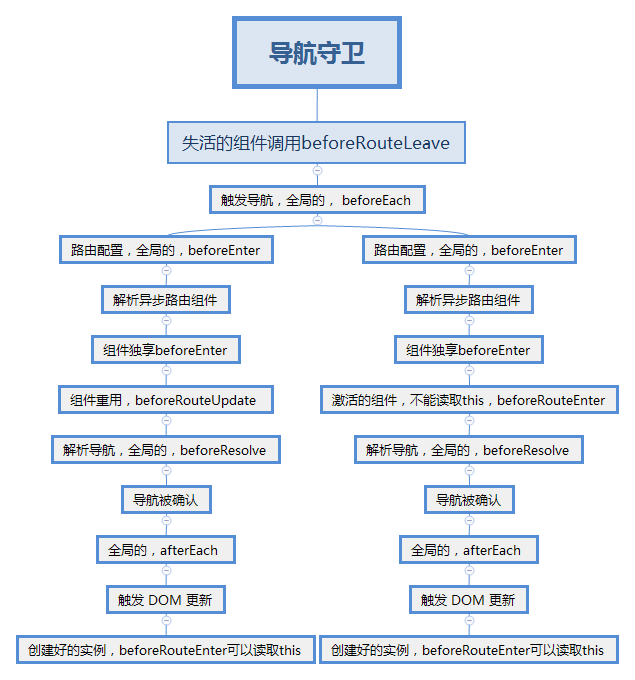 导航守卫
失活的组件调用beforeRouteLeave
触发导航，全局的， beforeEach
路由配置，全局的，beforeEnter
解析异步路由组件
组件独享beforeEnter
组件重用，beforeRouteUpdate
解析导航，全局的，beforeResolve
导航被确认
全局的，afterEach
触发 DOM 更新
创建好的实例，beforeRouteEnter可以读取this
路由配置，全局的，beforeEnter
解析异步路由组件
组件独享beforeEnter
激活的组件，不能读取this，beforeRouteEnter
解析导航，全局的，beforeResolve
导航被确认
全局的，afterEach
触发 DOM 更新
创建好的实例，beforeRouteEnter可以读取this